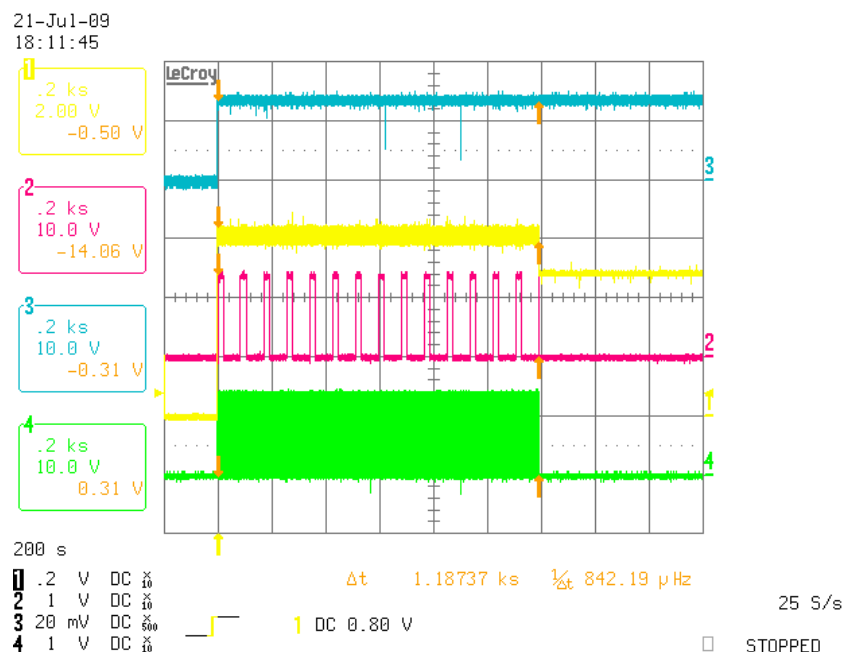 21-Jul-09
18:11:45
LeCroy
1
.2 ks
2.00 V
-0.50 V
2
.2 ks
10.0 V
-14.06 V
3
.2 ks
10.0 V
-0.31 V
4
.2 ks
10.0 V
0.31 V
3
2
1
4
200 s
1 .2 V DC X10
2 1 V DC X10
3 20 mV DC X500
4 1 V DC X10
Δt 1.18737 ks 1/Δt 842.19 µHz
1 DC 0.80 V
25 S/s
STOPPED